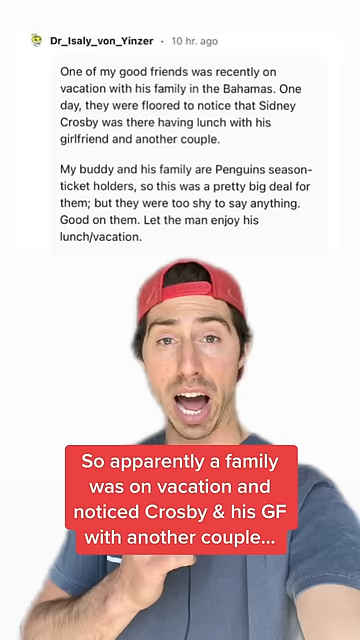 Dr_Isaly_von_Yinzer · 10 hr. ago
One of my good friends was recently on
vacation with his family in the Bahamas. One
day, they were floored to notice that Sidney
Crosby was there having lunch with his
girlfriend and another couple.
My buddy and his family are Penguins season-
ticket holders, so this was a pretty big deal for
them; but they were too shy to say anything.
Good on them. Let the man enjoy his
lunch/vacation.
So apparently a family
was on vacation and
noticed Crosby & his GF
with another couple...